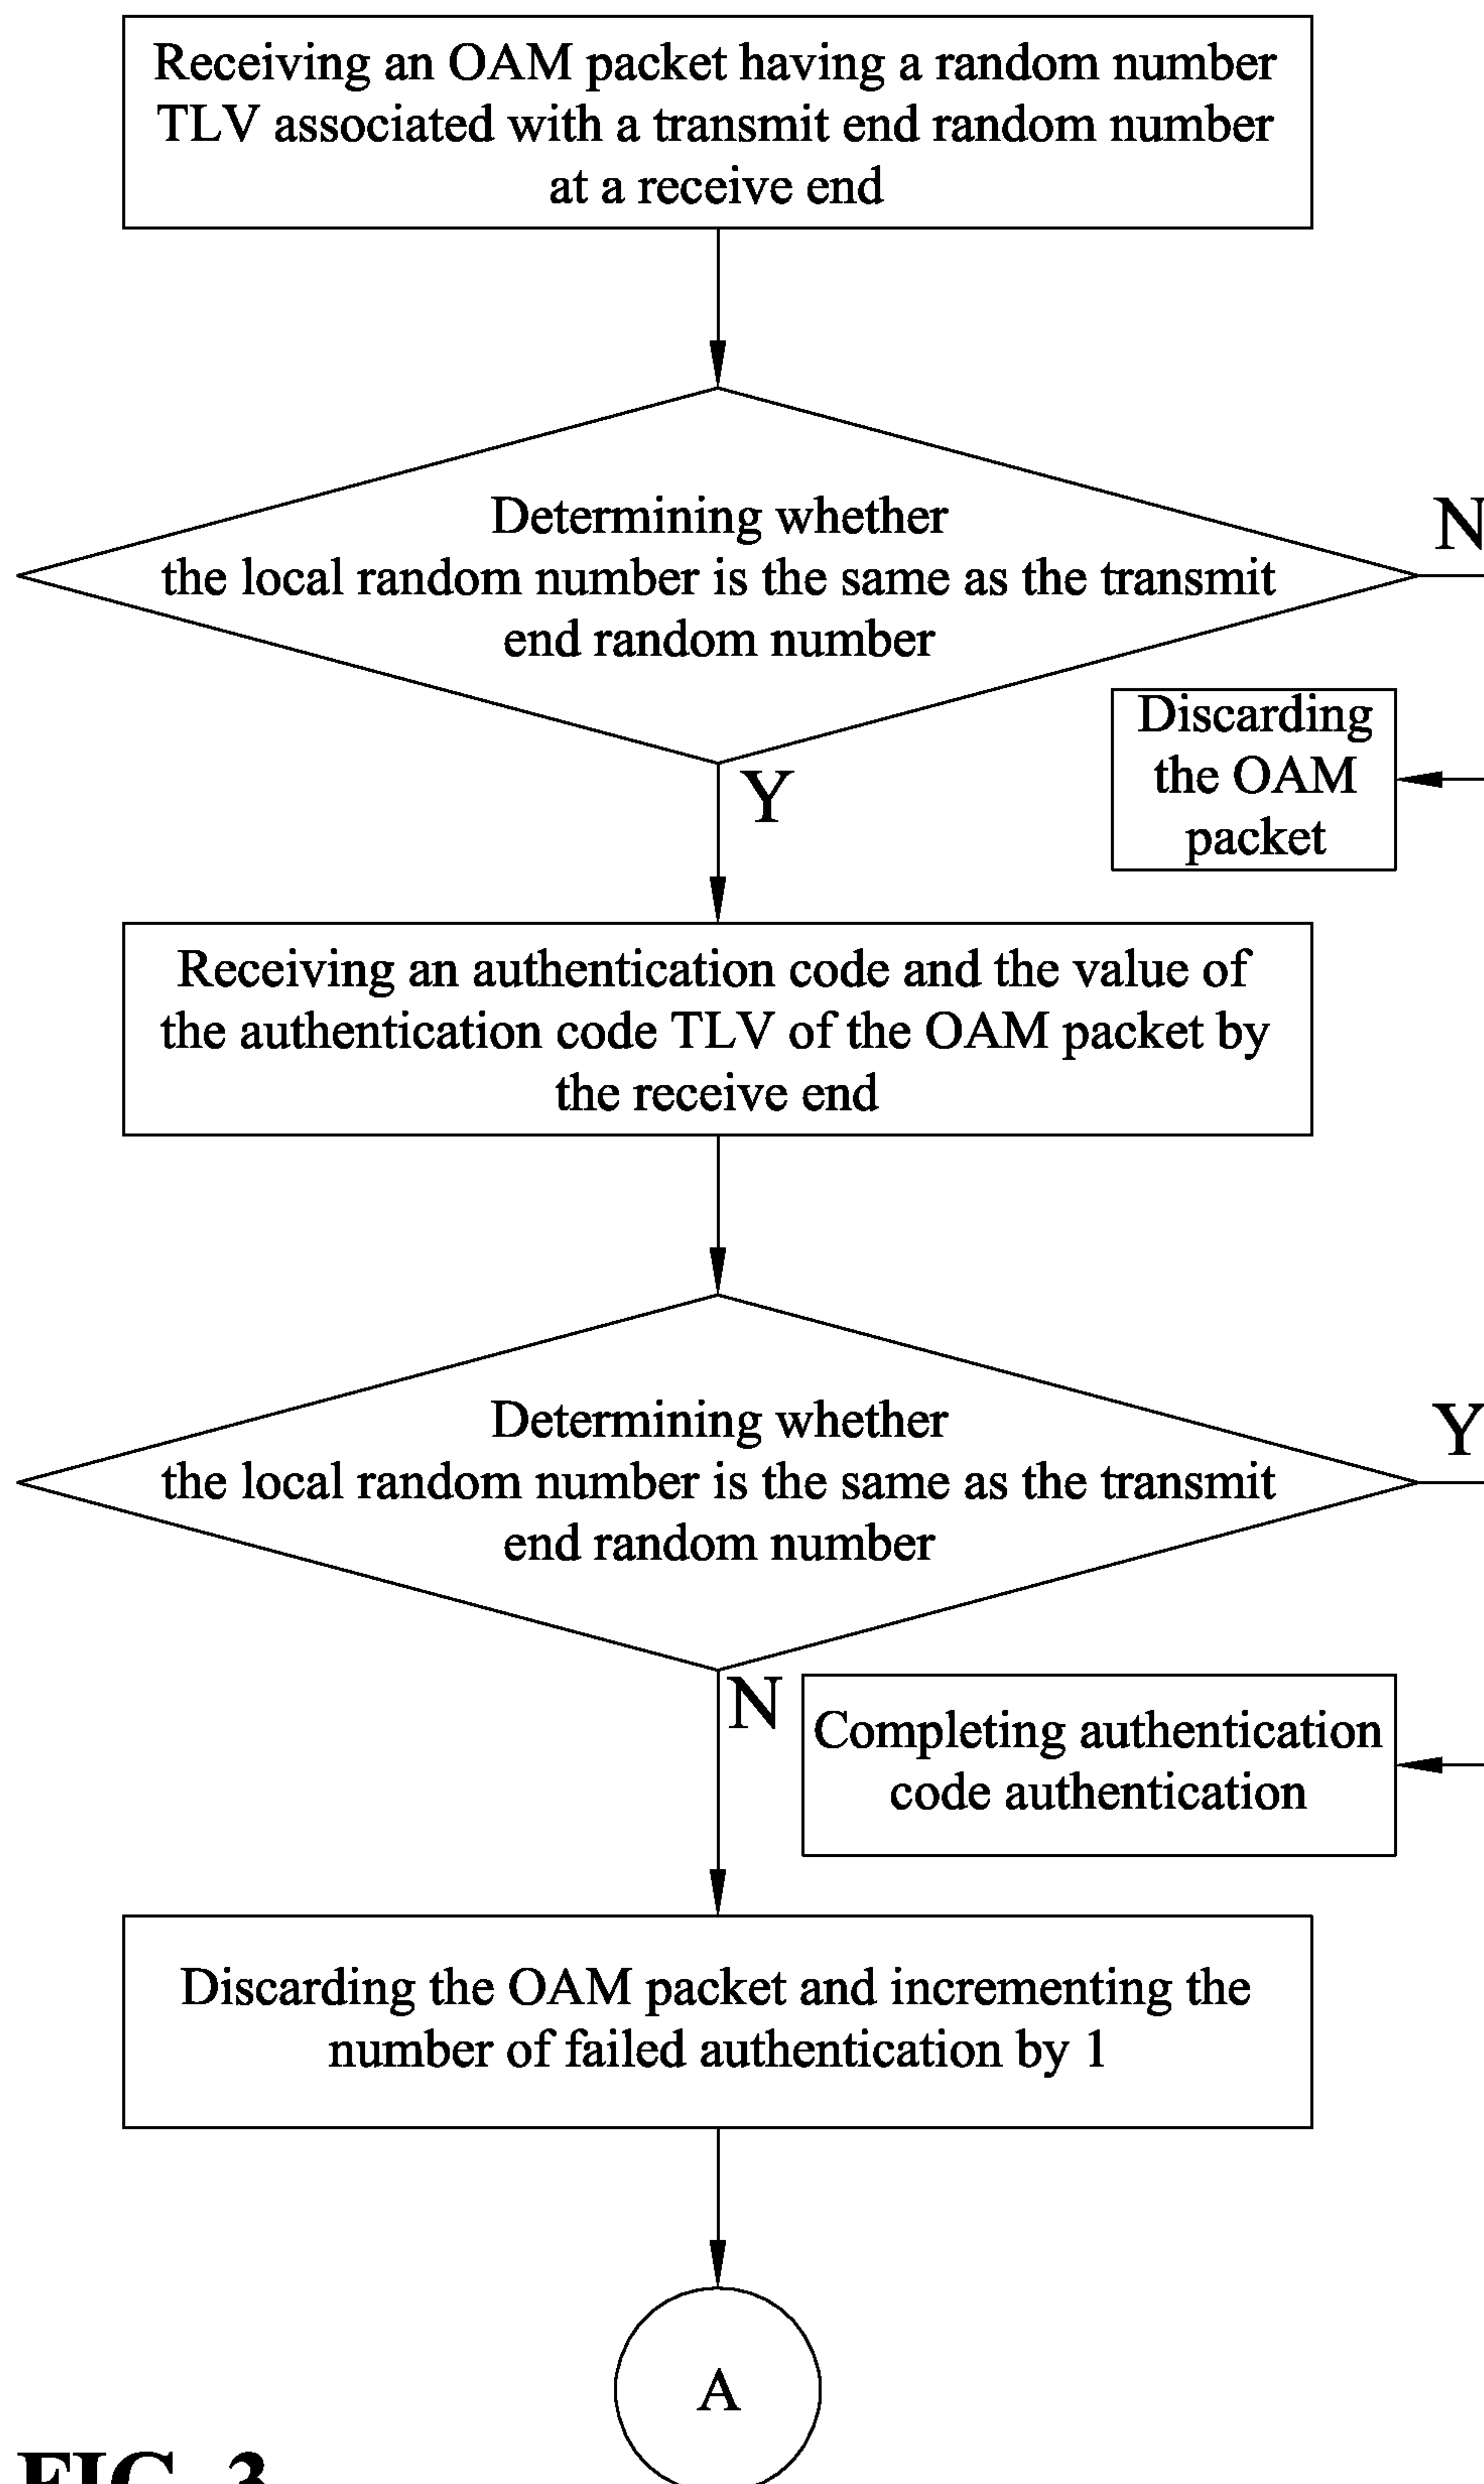 Receiving an OAM packet having a random number
TLV associated with a transmit end random number
at a receive end
Determining whether
the local random number is the same as the transmit
end random number
N
Discarding
the OAM
packet
Y
Receiving an authentication code and the value of
the authentication code TLV of the OAM packet by
the receive end
Determining whether
the local random number is the same as the transmit
end random number
Y
N
Completing authentication
code authentication
Discarding the OAM packet and incrementing the
number of failed authentication by 1
A
FIG. 3